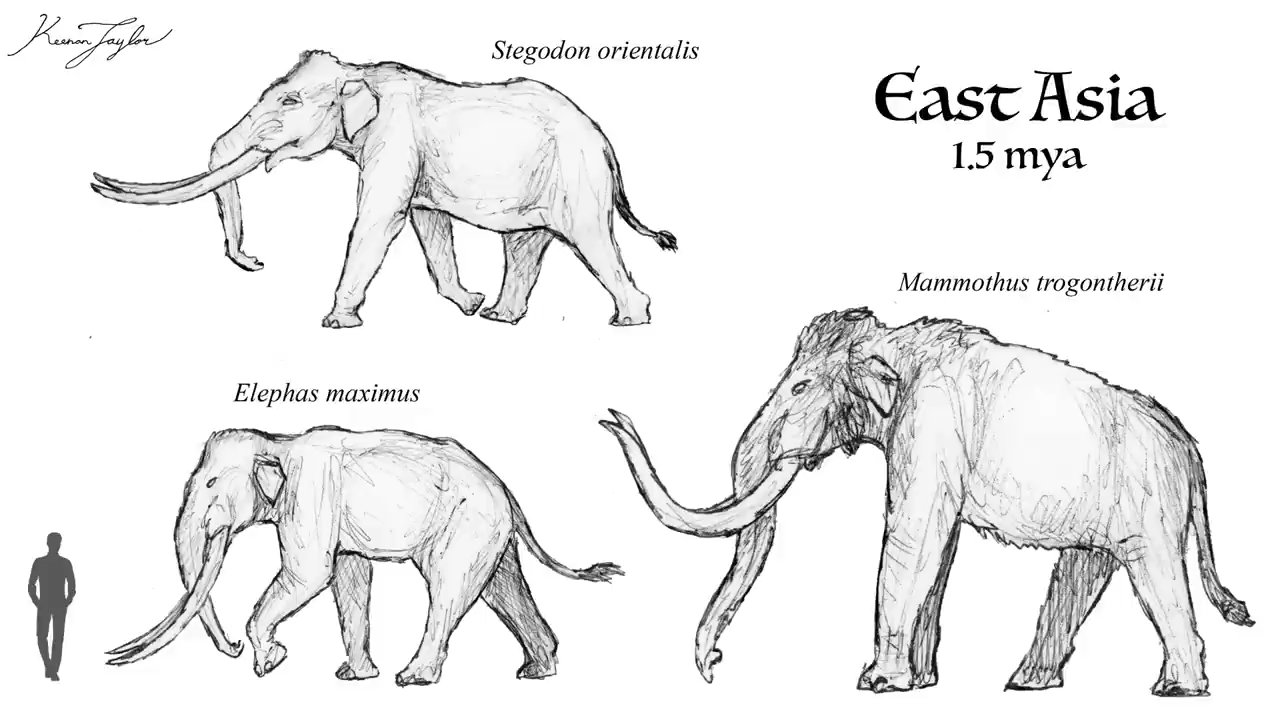 Keenan Taylor
Stegodon orientalis
East Asia
1.5 mya
Mammothus trogontherii
Elephas maximus